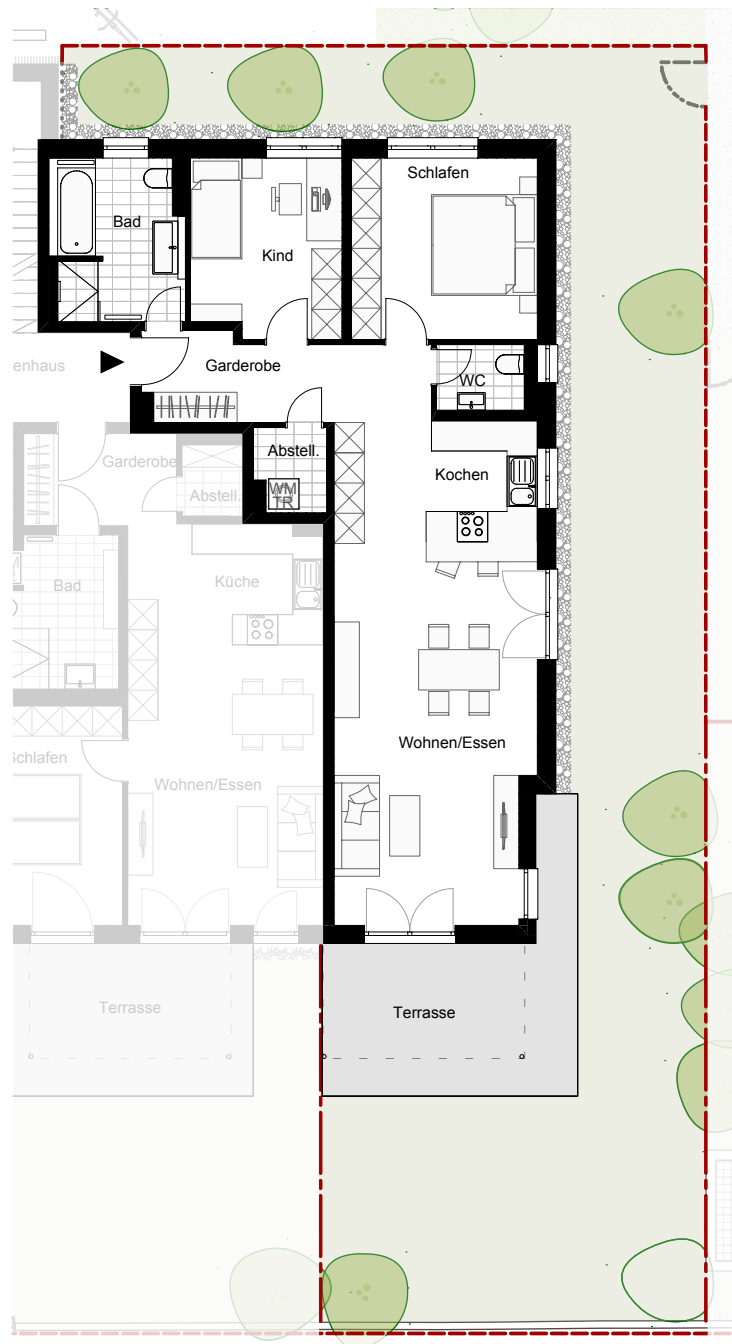 Schlafen
Bad
Kind
enhaus
Garderobe
WC
Abstell.
Kochen
Garderobe
WM
TR
Abstell.
Küche
Bad
Wohnen/Essen
Schlafen
Wohnen/Essen
Terrasse
Terrasse